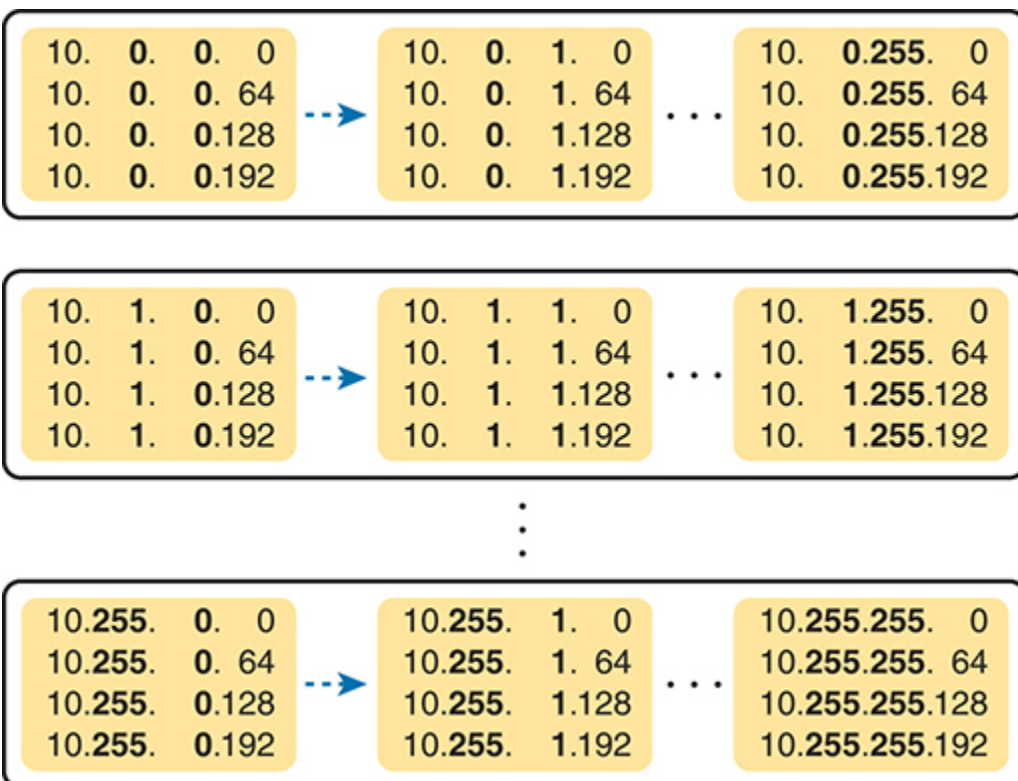 10. 0. 0. 0
10. 0. 0. 64
10. 0. 0.128
10. 0. 0.192
10. 0. 1. 0
10. 0. 1. 64
10. 0. 1.128
10. 0. 1.192
. . .
10. 0.255. 0
10. 0.255. 64
10. 0.255.128
10. 0.255.192
10. 1. 0. 0
10. 1. 0. 64
10. 1. 0.128
10. 1. 0.192
10. 1. 1. 0
10. 1. 1. 64
10. 1. 1.128
10. 1. 1.192
. . .
10. 1.255. 0
10. 1.255. 64
10. 1.255.128
10. 1.255.192
.
.
.
10.255. 0. 0
10.255. 0. 64
10.255. 0.128
10.255. 0.192
10.255. 1. 0
10.255. 1. 64
10.255. 1.128
10.255. 1.192
. . .
10.255.255. 0
10.255.255. 64
10.255.255.128
10.255.255.192